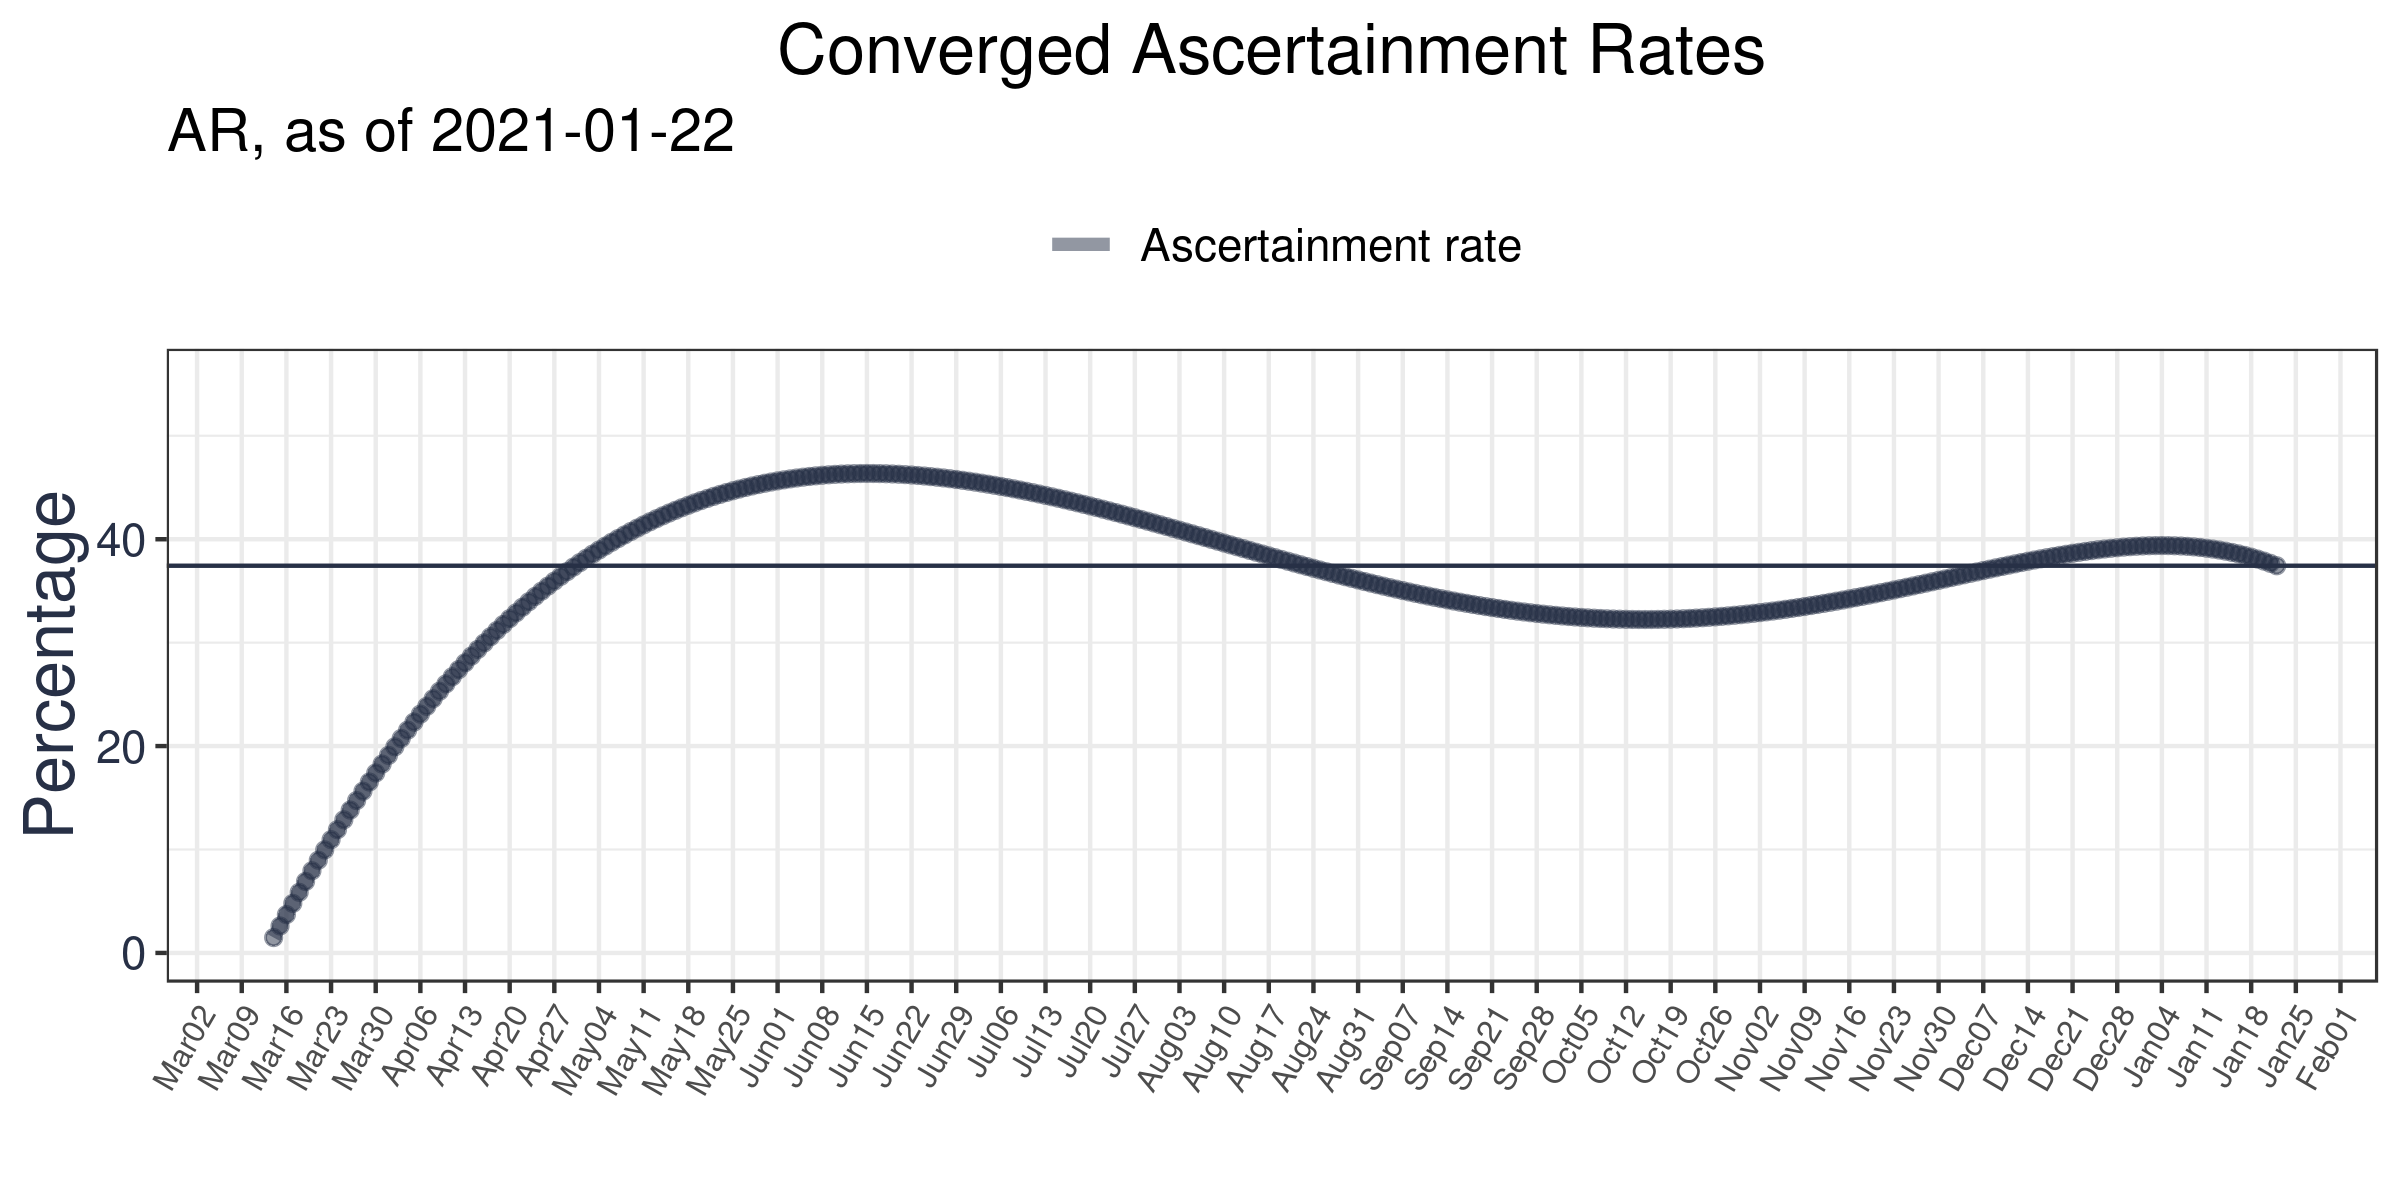 Converged Ascertainment Rates
AR, as of 2021-01-22
Ascertainment rate
Percentage
40
20
0
Mar02
Mar09
Mar16
Mar23
Mar30
Apr06
Apr13
Apr20
Apr27
May04
May11
May18
May25
Jun01
Jun08
Jun15
Jun22
Jun29
Jul06
Jul13
Jul20
Jul27
Aug03
Aug10
Aug17
Aug24
Aug31
Sep07
Sep14
Sep21
Sep28
Oct05
Oct12
Oct19
Oct26
Nov02
Nov09
Nov16
Nov23
Nov30
Dec07
Dec14
Dec21
Dec28
Jan04
Jan11
Jan18
Jan25
Feb01